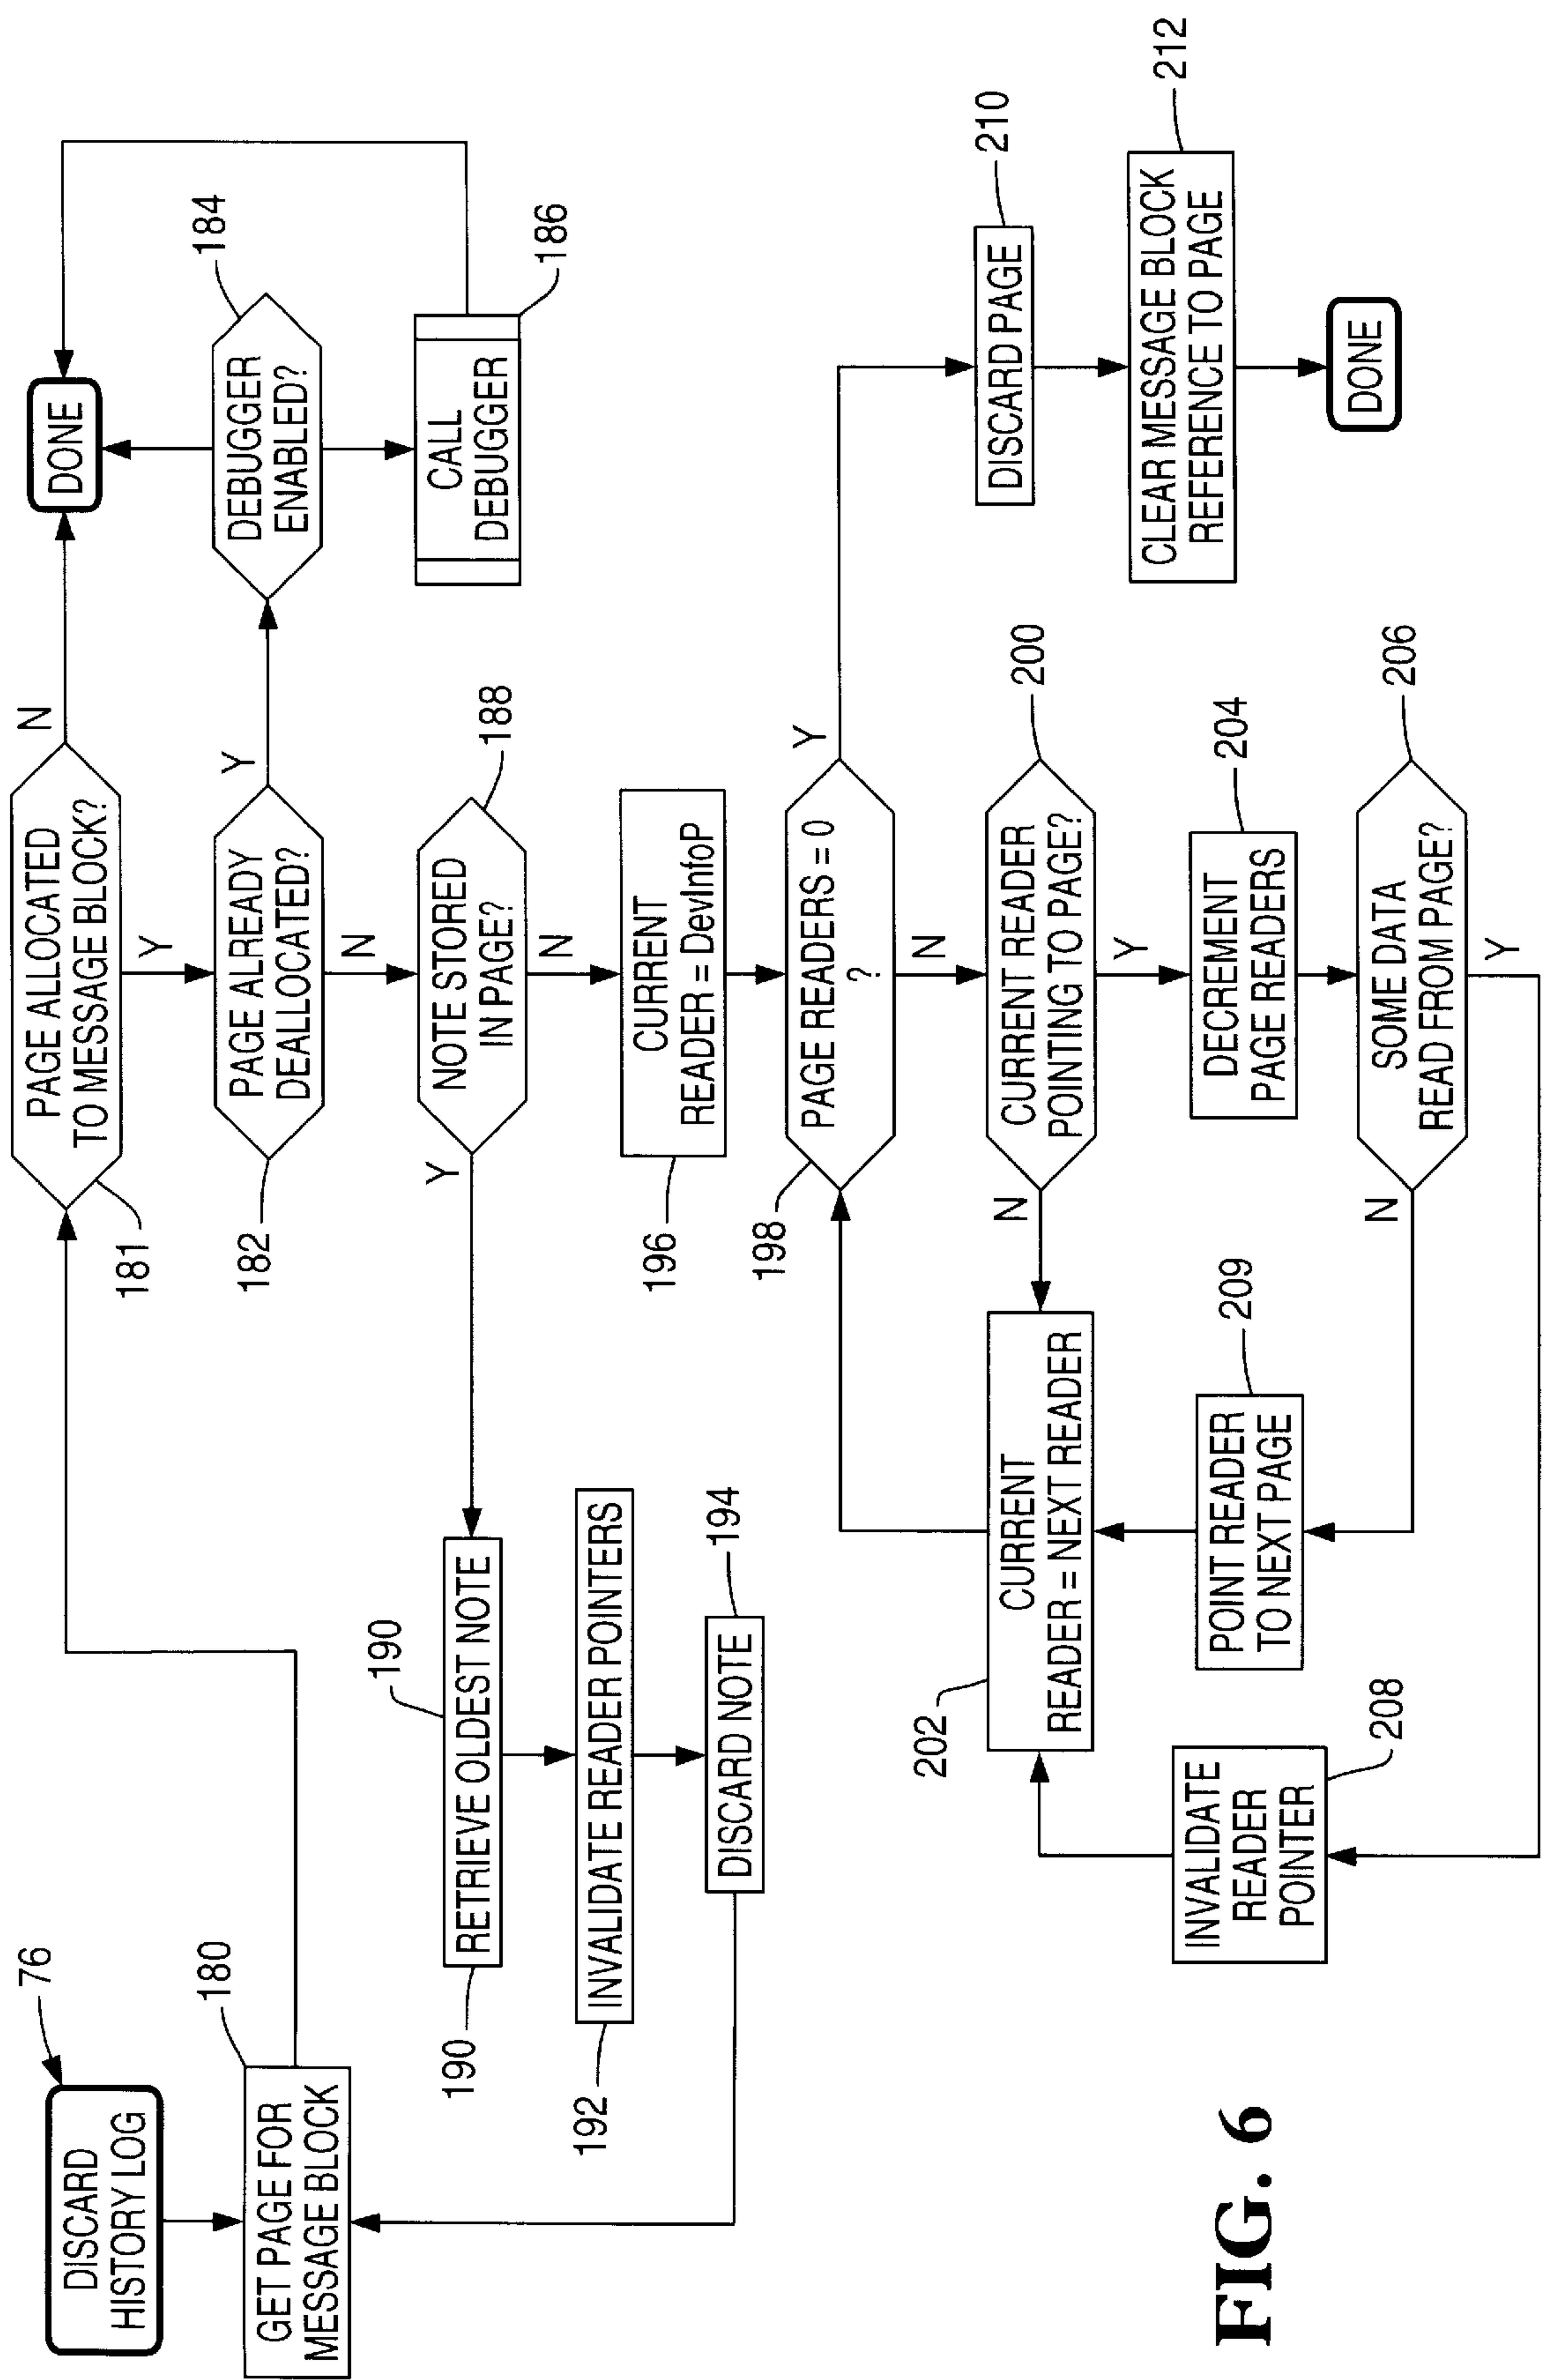 76
DISCARD
HISTORY LOG
180
GET PAGE FOR
MESSAGE BLOCK
181
PAGE ALLOCATED
TO MESSAGE BLOCK?
N
DONE
Y
182
PAGE ALREADY
DEALLOCATED?
Y
184
DEBUGGER
ENABLED?
N
CALL
DEBUGGER
186
188
NOTE STORED
IN PAGE?
Y
N
190
190
RETRIEVE OLDEST NOTE
192
INVALIDATE READER POINTERS
194
DISCARD NOTE
196
CURRENT
READER = DevInfoP
198
PAGE READERS = 0
?
Y
N
210
DISCARD PAGE
212
CLEAR MESSAGE BLOCK
REFERENCE TO PAGE
DONE
200
CURRENT READER
POINTING TO PAGE?
N
Y
202
CURRENT
READER = NEXT READER
204
DECREMENT
PAGE READERS
206
SOME DATA
READ FROM PAGE?
N
Y
209
POINT READER
TO NEXT PAGE
208
INVALIDATE
READER
POINTER
FIG. 6